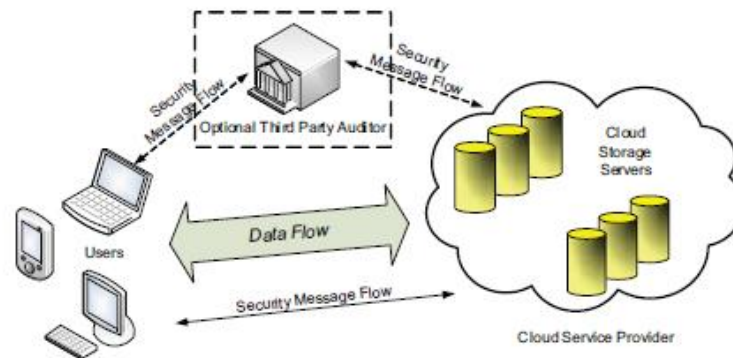 Security
Message Flow
Security
Message Flow
Optional Third Party Auditor
Cloud
Storage
Servers
Data Flow
Users
Security Message Flow
Cloud Service Provider